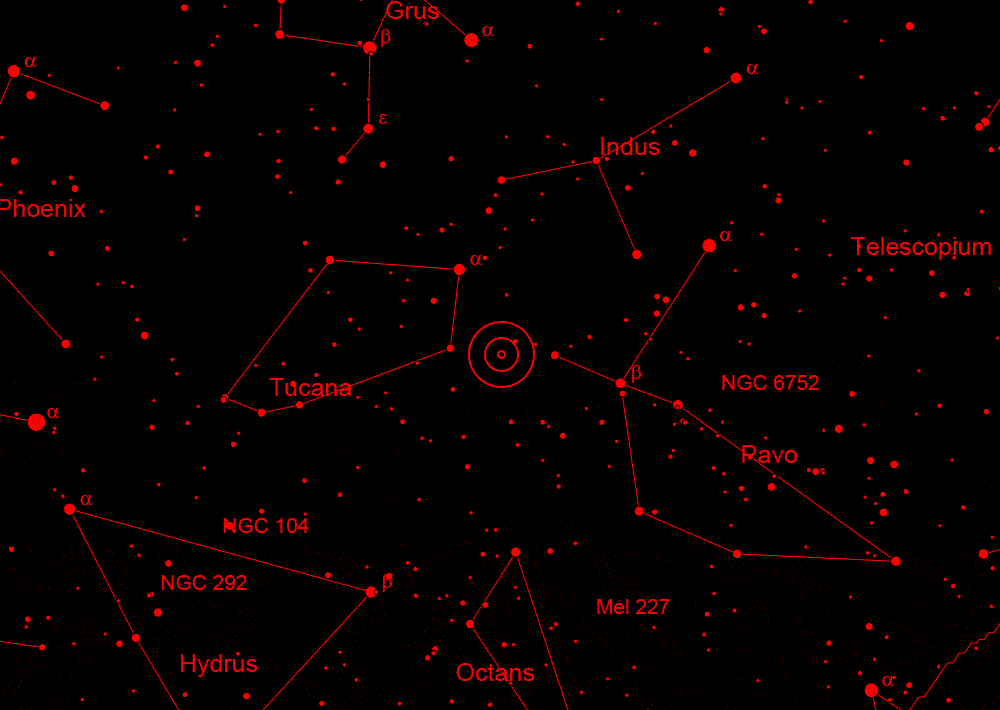 Grus
β
α
α
α
ε
Indus
Phoenix
α
Telescopium
α
β
NGC 6752
Tucana
α
Pavo
α
NGC 104
NGC 292
β
Mel 227
Hydrus
Octans
α